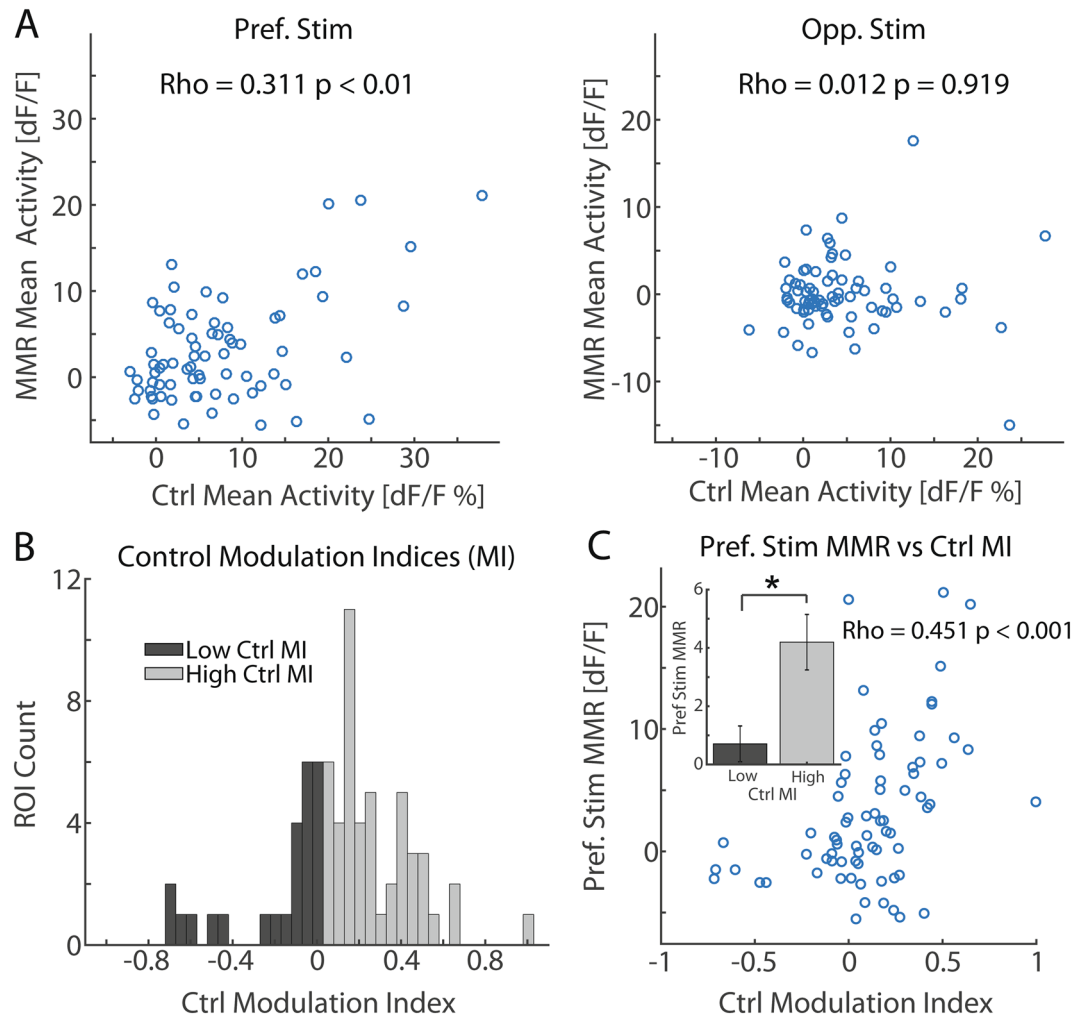 A
Pref. Stim
Rho = 0.311 p < 0.01
MMR Mean Activity [dF/F]
30
20
10
0
0 10 20 30
Ctrl Mean Activity [dF/F %]
Opp. Stim
Rho = 0.012 p = 0.919
MMR Mean Activity [dF/F]
20
10
0
-10
-10 0 10 20
Ctrl Mean Activity [dF/F %]
B
Control Modulation Indices (MI)
Low Ctrl MI
High Ctrl MI
ROI Count
12
8
4
0
-0.8 -0.4 0 0.4 0.8
Ctrl Modulation Index
C
Pref. Stim MMR vs Ctrl MI
Rho = 0.451 p < 0.001
Pref. Stim MMR [dF/F]
20
10
0
-1 -0.5 0 0.5 1
Ctrl Modulation Index
*
Pref Stim MMR
6
4
2
0
Low High
Ctrl MI